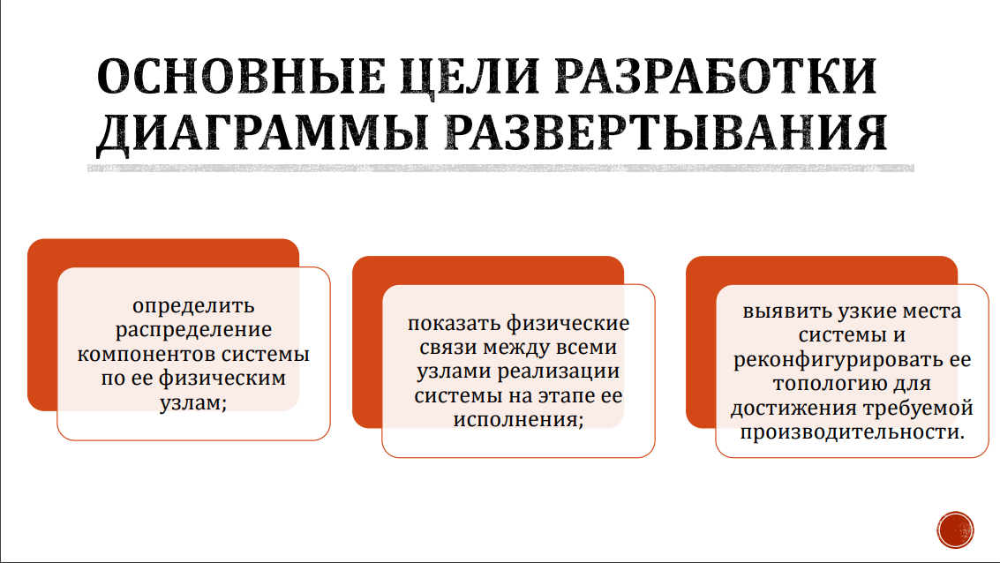 ОСНОВНЫЕ ЦЕЛИ РАЗРАБОТКИ
ДИАГРАММЫ РАЗВЕРТЫВАНИЯ
определить
распределение
компонентов системы
по ее физическим
узлам;
показать физические
связи между всеми
узлами реализации
системы на этапе ее
исполнения;
выявить узкие места
системы и
реконфигурировать ее
топологию для
достижения требуемой
производительности.